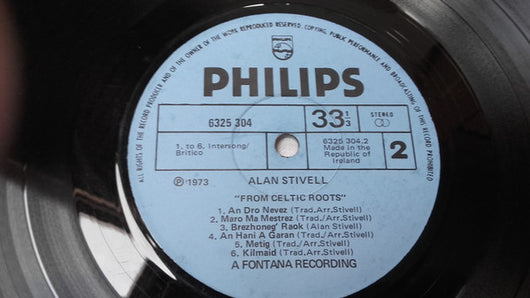 ALL RIGHTS OF THE RECORD PRODUCER AND OF THE OWNER OF THE WORK REPRODUCED RESERVED. COPYING, PUBLIC PERFORMANCE AND BROADCASTING OF THIS RECORD PROHIBITED
PHILIPS
PHILIPS
6325 304
33 1/3
STEREO
1. to 6. Intersong/
Britico
6325 304.2
Made in the
Republic of
Ireland
2
Ⓟ1973
ALAN STIVELL
"FROM CELTIC ROOTS"
1. An Dro Nevez (Trad./Arr.Stivell)
2. Maro Ma Mestrez (Trad./Arr.Stivell)
3. Brezhoneg' Raok (Alan Stivell)
4. An Hani A Garan (Trad./Arr.Stivell)
5. Metig (Trad./Arr.Stivell)
6. Kilmaid (Trad./Arr.Stivell)
A FONTANA RECORDING